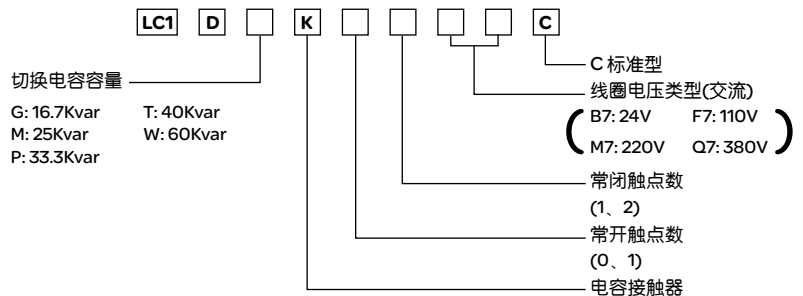 LC1 D K C
切换电容容量
G: 16.7Kvar T: 40Kvar
M: 25Kvar W: 60Kvar
P: 33.3Kvar
C 标准型
线圈电压类型(交流)
B7: 24V F7: 110V
M7: 220V Q7: 380V
常闭触点数
(1、2)
常开触点数
(0、1)
电容接触器